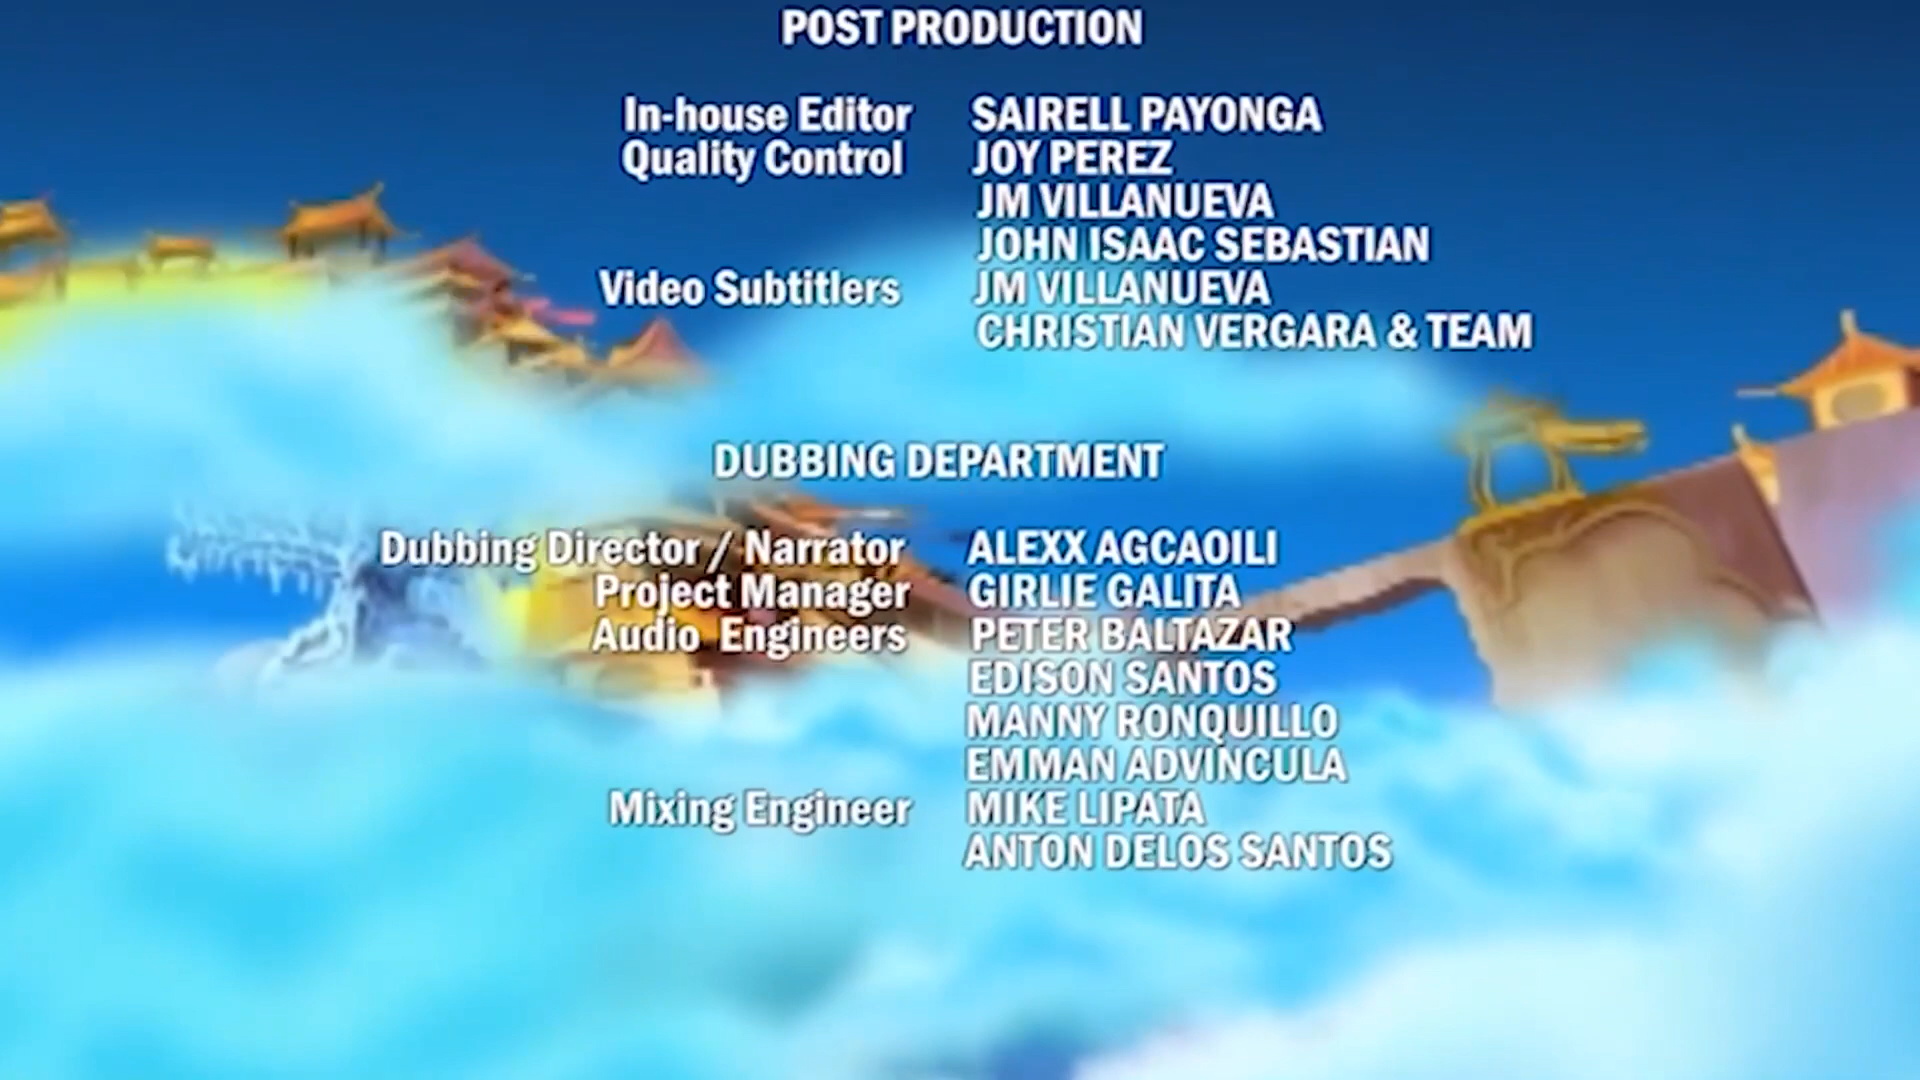 POST PRODUCTION
In-house Editor SAIRELL PAYONGA
Quality Control JOY PEREZ
JM VILLANUEVA
JOHN ISAAC SEBASTIAN
Video Subtitlers JM VILLANUEVA
CHRISTIAN VERGARA & TEAM
DUBBING DEPARTMENT
Dubbing Director / Narrator ALEXX AGCAOILI
Project Manager GIRLIE GALITA
Audio Engineers PETER BALTAZAR
EDISON SANTOS
MANNY RONQUILLO
EMMAN ADVINCULA
Mixing Engineer MIKE LIPATA
ANTON DELOS SANTOS